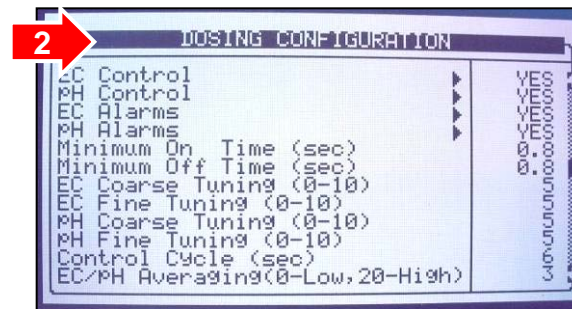 2
DOSING CONFIGURATION
EC Control YES
PH Control YES
EC Alarms YES
PH Alarms YES
Minimum On Time (sec) 0.8
Minimum Off Time (sec) 0.8
EC Coarse Tuning (0-10) 5
EC Fine Tuning (0-10) 5
PH Coarse Tuning (0-10) 5
PH Fine Tuning (0-10) 5
Control Cycle (sec) 6
EC/PH Averaging(0-Low,20-High) 3